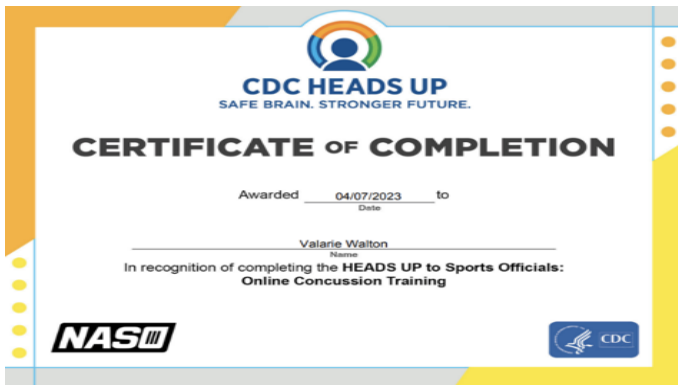 CDC HEADS UP
SAFE BRAIN. STRONGER FUTURE.
CERTIFICATE OF COMPLETION
Awarded 04/07/2023 to
Date
Valarie Walton
Name
In recognition of completing the HEADS UP to Sports Officials:
Online Concussion Training
NASO
CDC